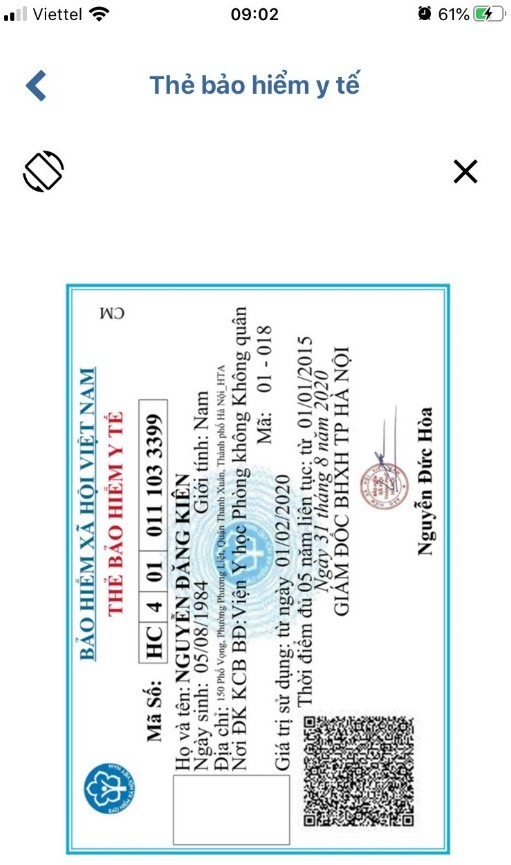 Viettel 09:02 61%
Thẻ bảo hiểm y tế
BẢO HIỂM XÃ HỘI VIỆT NAM
CM
THẺ BẢO HIỂM Y TẾ
Mã Số: HC 4 01 011 103 3399
Họ và tên: NGUYỄN ĐĂNG KIÊN
Ngày sinh: 05/08/1984 Giới tính: Nam
Địa chỉ: 150 Phố Vọng, Phường Phương Liệt, Quận Thanh Xuân, Thành phố Hà Nội_HTA
Nơi ĐK KCB BĐ:Viện Y học Phòng không Không quân
Mã: 01 - 018
Giá trị sử dụng: từ ngày 01/02/2020
Thời điểm đủ 05 năm liên tục: từ 01/01/2015
Ngày 31 tháng 8 năm 2020
GIÁM ĐỐC BHXH TP HÀ NỘI
Nguyễn Đức Hòa